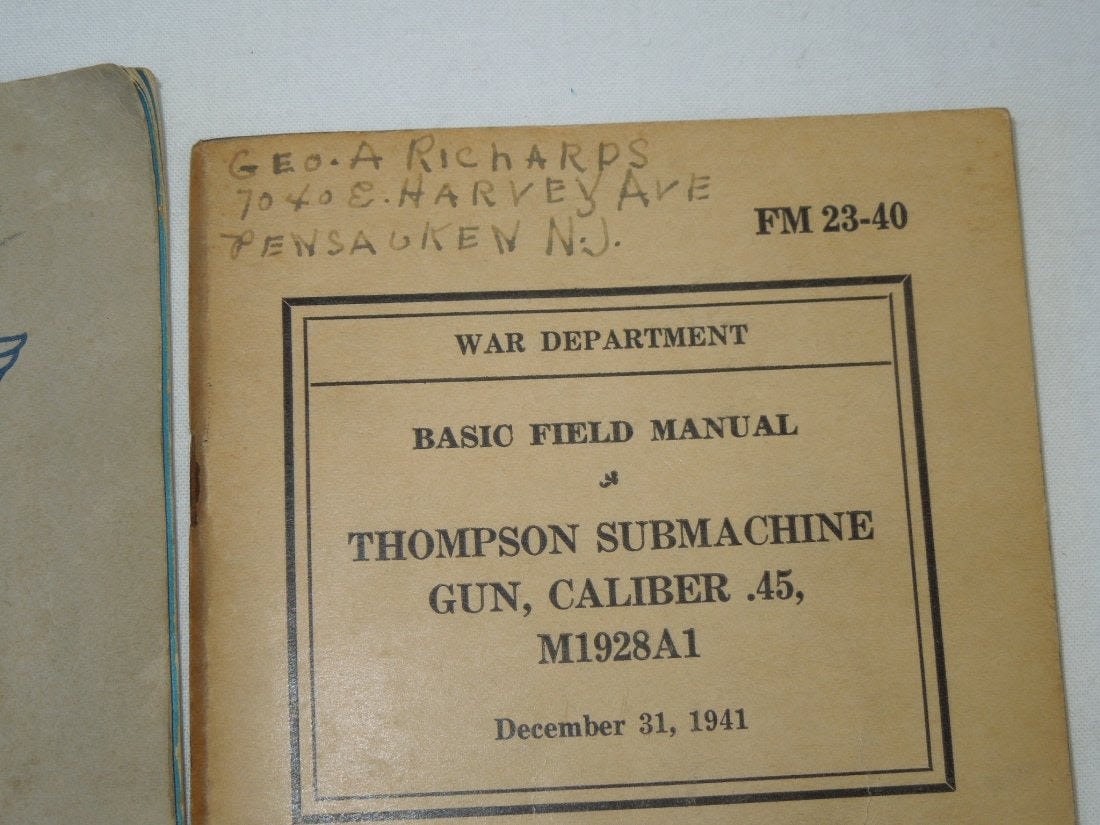 GEO. A RICHARDS
7040 E. HARVEY AVE
PENSAUKEN N.J.
FM 23-40
WAR DEPARTMENT
BASIC FIELD MANUAL
THOMPSON SUBMACHINE
GUN, CALIBER .45,
M1928A1
December 31, 1941